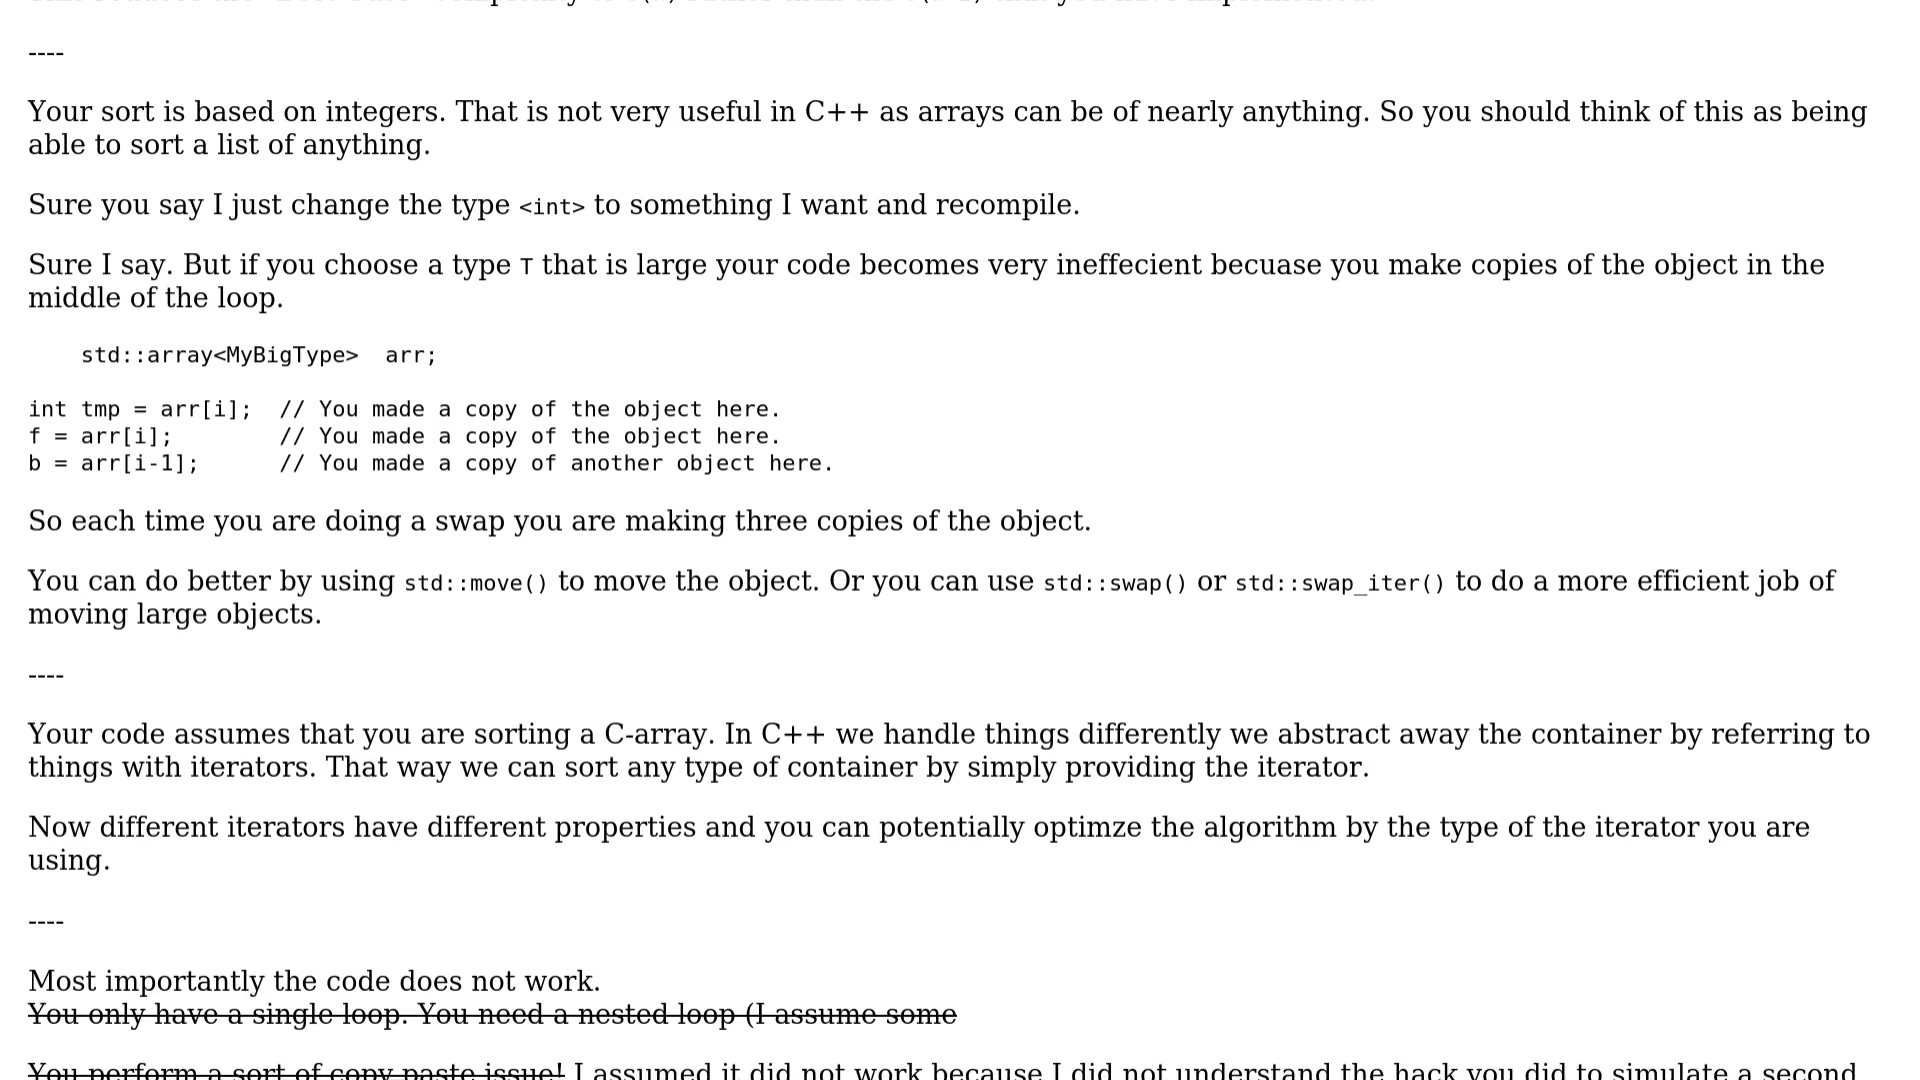 ----
Your sort is based on integers. That is not very useful in C++ as arrays can be of nearly anything. So you should think of this as being
able to sort a list of anything.
Sure you say I just change the type <int> to something I want and recompile.
Sure I say. But if you choose a type T that is large your code becomes very ineffecient becuase you make copies of the object in the
middle of the loop.
    std::array<MyBigType>  arr;
int tmp = arr[i];  // You made a copy of the object here.
f = arr[i];        // You made a copy of the object here.
b = arr[i-1];      // You made a copy of another object here.
So each time you are doing a swap you are making three copies of the object.
You can do better by using std::move() to move the object. Or you can use std::swap() or std::swap_iter() to do a more efficient job of
moving large objects.
----
Your code assumes that you are sorting a C-array. In C++ we handle things differently we abstract away the container by referring to
things with iterators. That way we can sort any type of container by simply providing the iterator.
Now different iterators have different properties and you can potentially optimze the algorithm by the type of the iterator you are
using.
----
Most importantly the code does not work.
You only have a single loop. You need a nested loop (I assume some
You perform a sort of copy paste issue! I assumed it did not work because I did not understand the hack you did to simulate a second